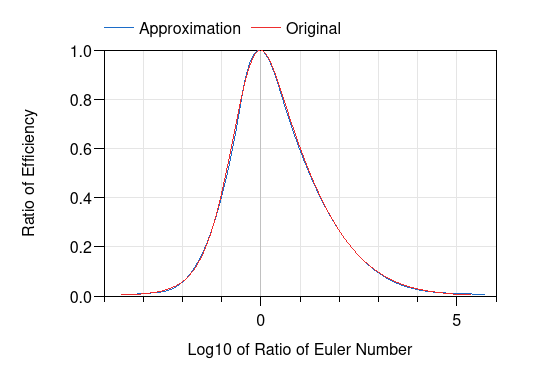 Approximation Original
1.0
0.8
0.6
0.4
0.2
0.0
Ratio of Efficiency
0 5
Log10 of Ratio of Euler Number